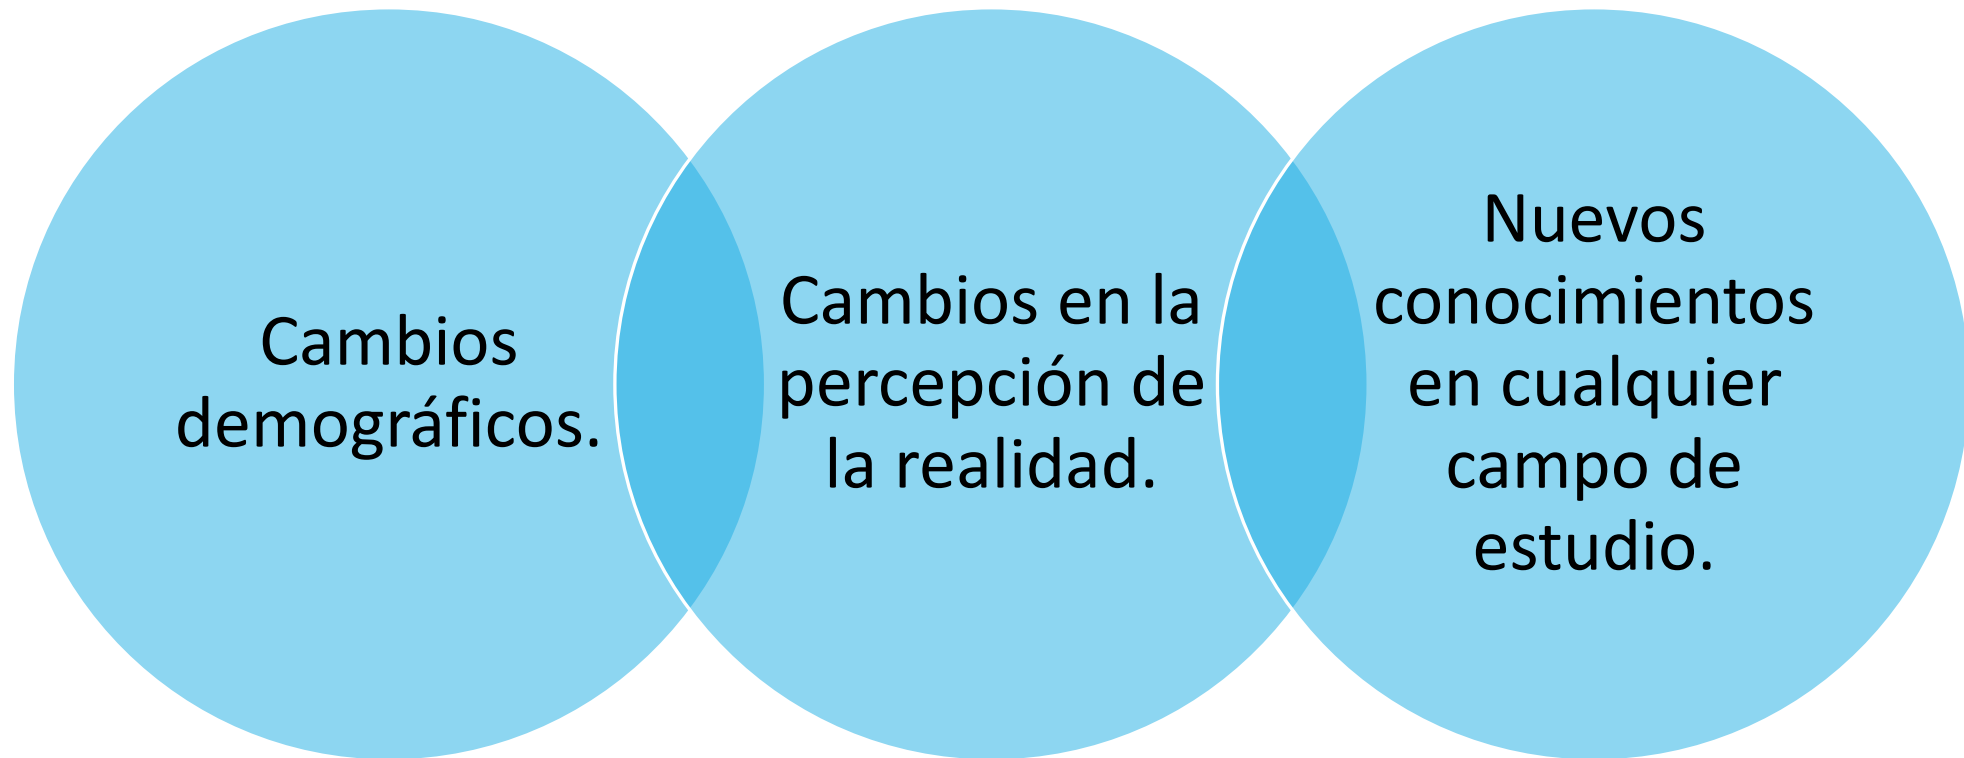 Cambios
demográficos.
Cambios en la
percepción de
la realidad.
Nuevos
conocimientos
en cualquier
campo de
estudio.